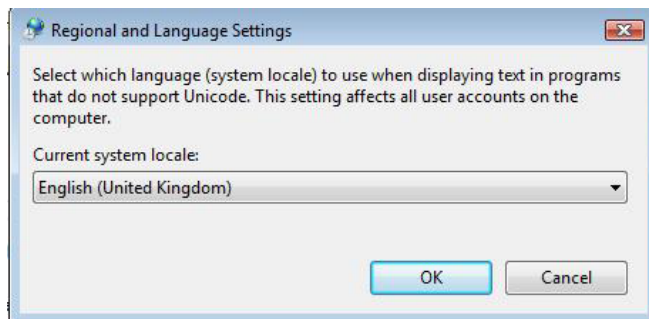 Regional and Language Settings
Select which language (system locale) to use when displaying text in programs
that do not support Unicode. This setting affects all user accounts on the
computer.
Current system locale:
English (United Kingdom)
OK
Cancel